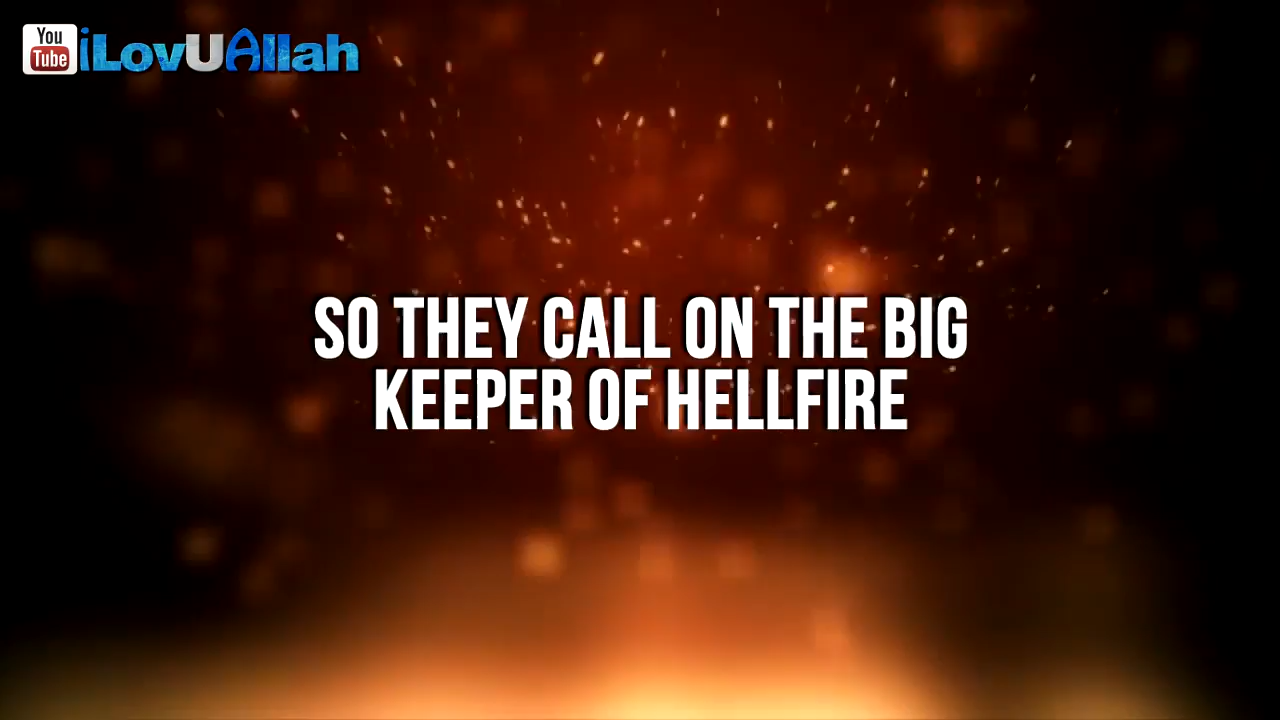 You
Tube
iLovUAllah
SO THEY CALL ON THE BIG
KEEPER OF HELLFIRE